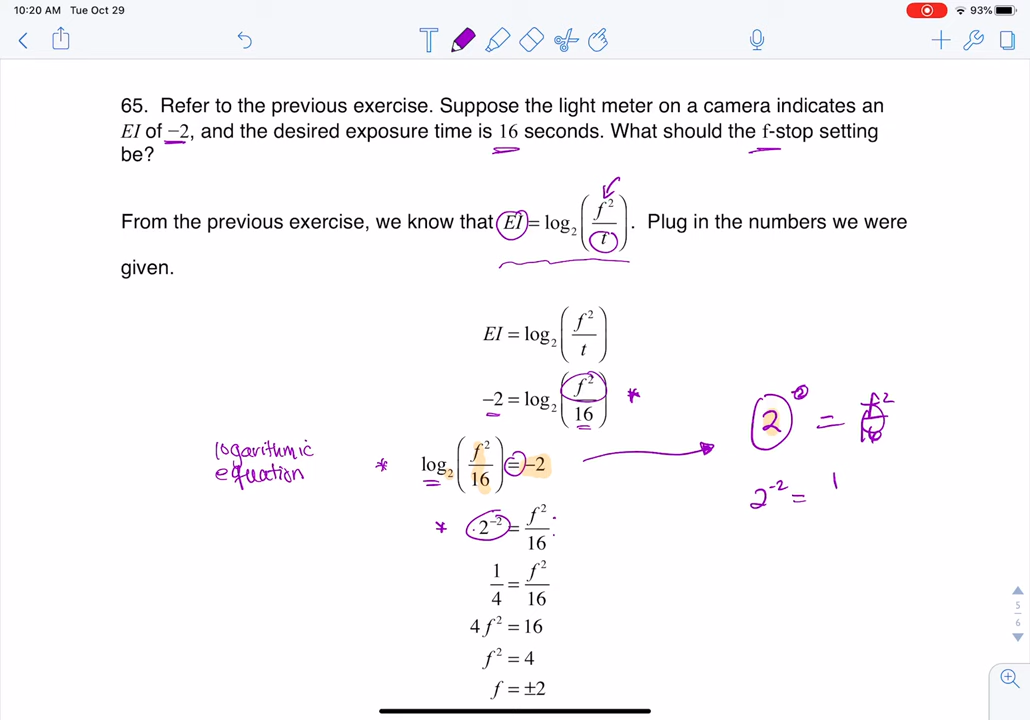 10:20 AM Tue Oct 29 93%
65. Refer to the previous exercise. Suppose the light meter on a camera indicates an
EI of −2, and the desired exposure time is 16 seconds. What should the f-stop setting
be?
From the previous exercise, we know that EI = log₂(f²/t). Plug in the numbers we were
given.
EI = log₂(f²/t)
−2 = log₂(f²/16) *
logarithmic
equation
* log₂(f²/16) = −2
2⁻² = f²/16
* 2⁻² = f²/16
2⁻² = 1
1/4 = f²/16
4f² = 16
f² = 4
f = ±2
5
6